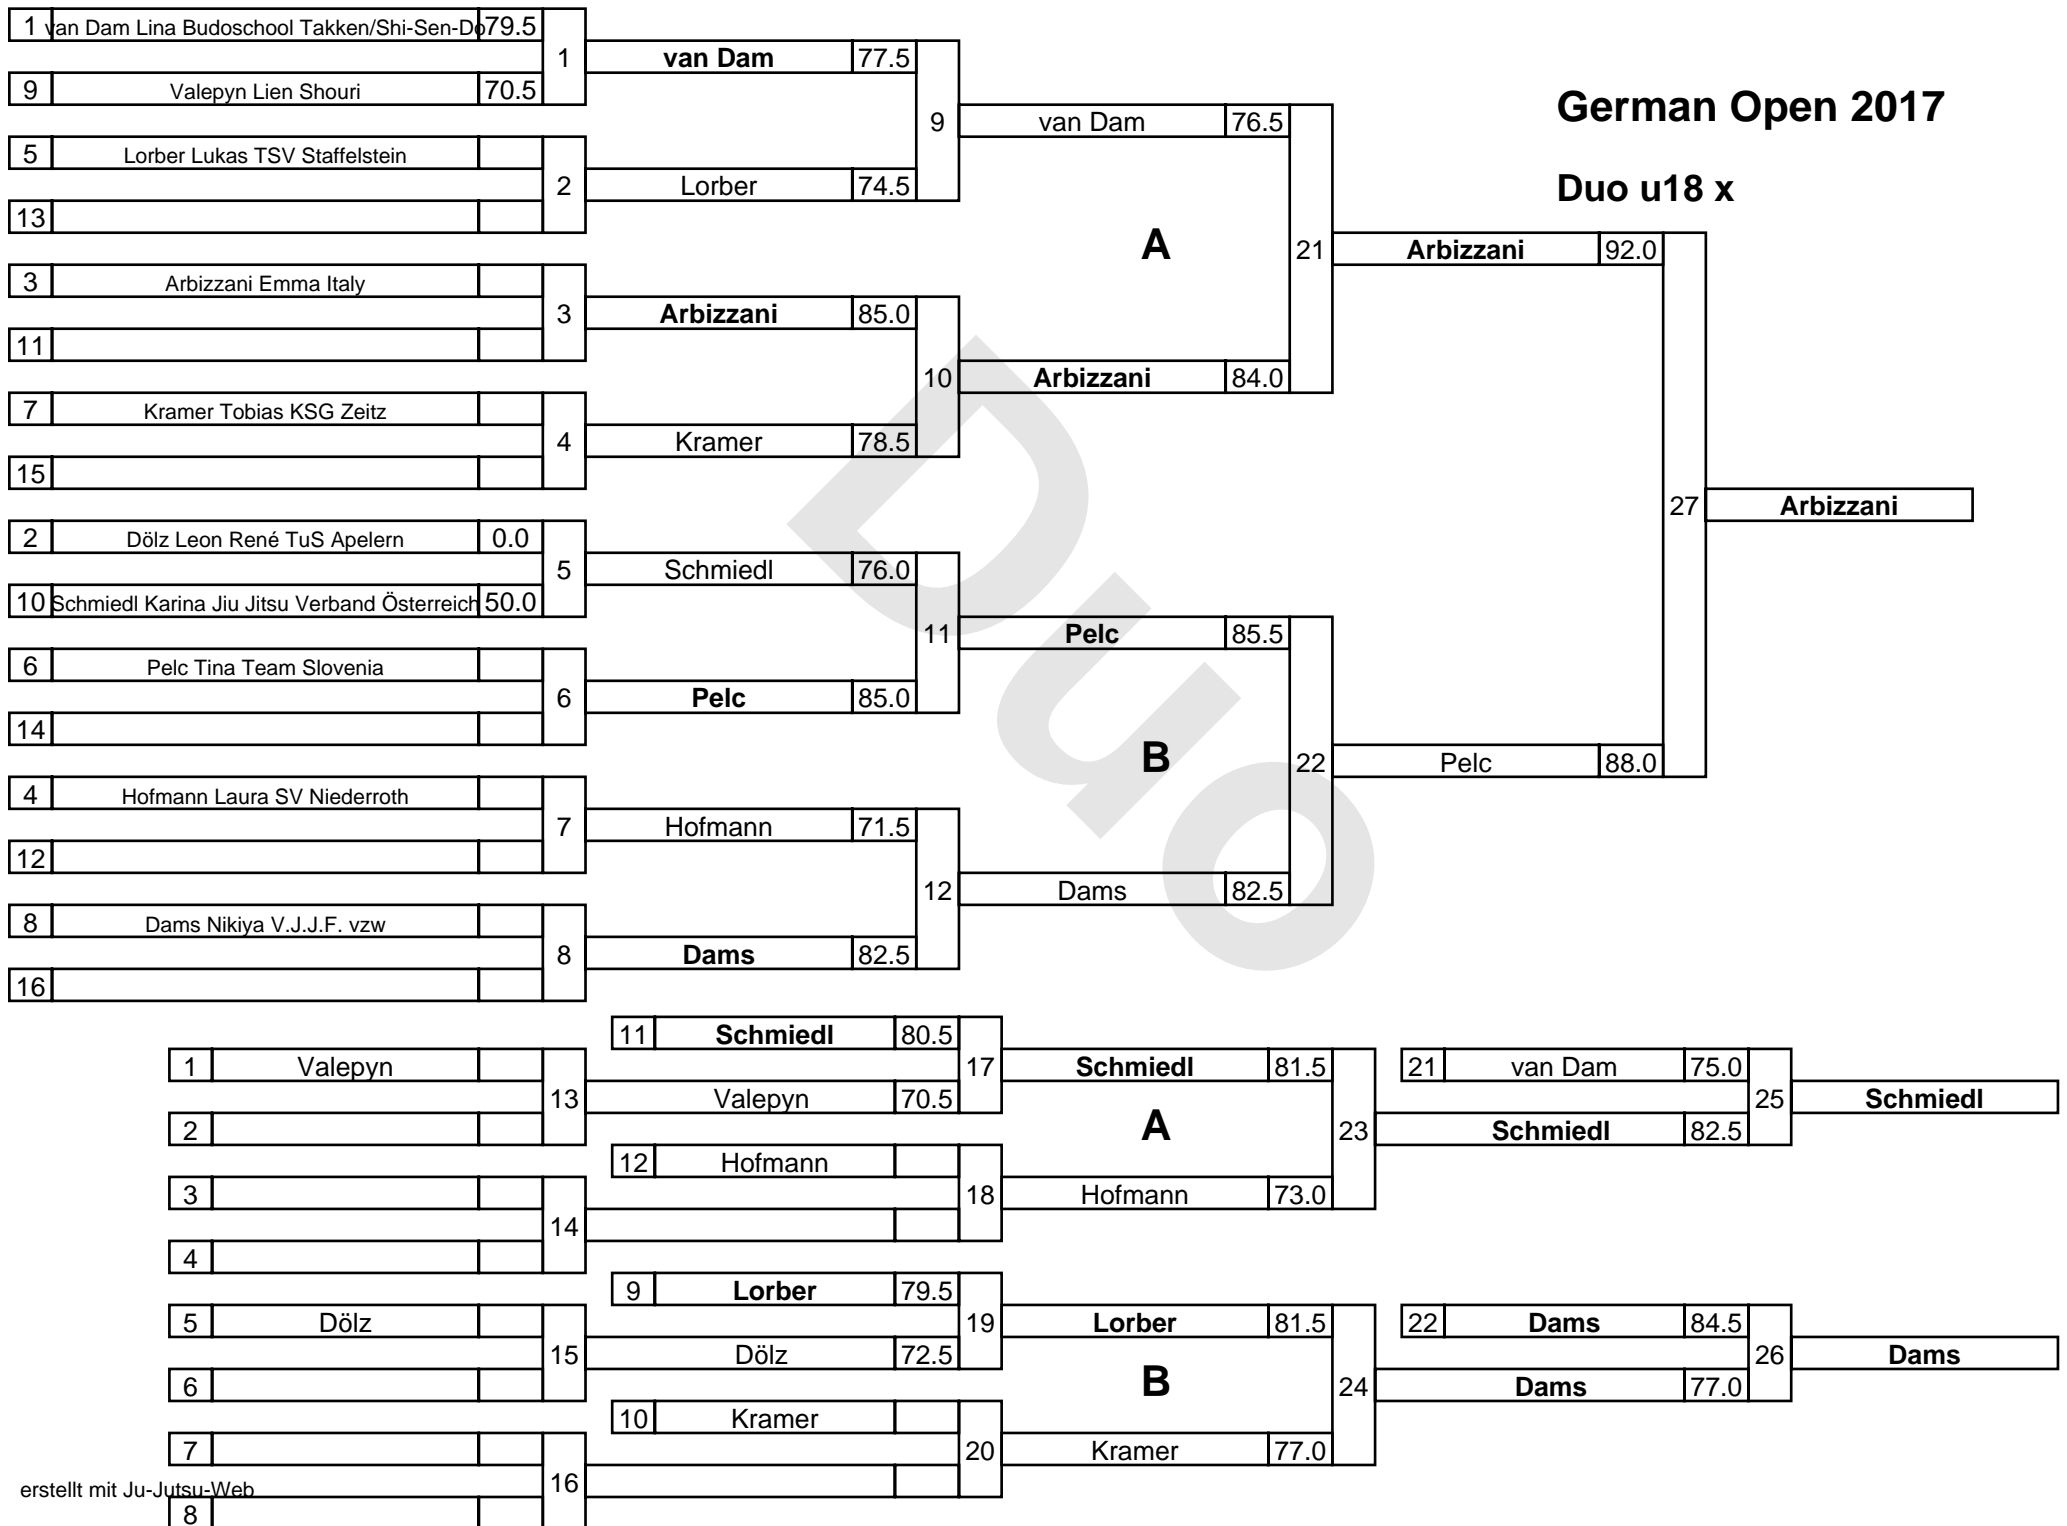 German Open 2017
Duo u18 x
1 van Dam Lina Budoschool Takken/Shi-Sen-Do 79.5
1
9 Valepyn Lien Shouri 70.5
5 Lorber Lukas TSV Staffelstein
2
13
3 Arbizzani Emma Italy
3
11
7 Kramer Tobias KSG Zeitz
4
15
2 Dölz Leon René TuS Apelern 0.0
5
10 Schmiedl Karina Jiu Jitsu Verband Österreich 50.0
6 Pelc Tina Team Slovenia
6
14
4 Hofmann Laura SV Niederroth
7
12
8 Dams Nikiya V.J.J.F. vzw
8
16
van Dam 77.5
9
Lorber 74.5
Arbizzani 85.0
10
Kramer 78.5
Schmiedl 76.0
11
Pelc 85.0
Hofmann 71.5
12
Dams 82.5
van Dam 76.5
A
21
Arbizzani 84.0
Pelc 85.5
B
22
Dams 82.5
Arbizzani 92.0
27
Pelc 88.0
Arbizzani
Duo
1 Valepyn
13
2
3
14
4
5 Dölz
15
6
7
16
8
11 Schmiedl 80.5
17
Valepyn 70.5
12 Hofmann
18
9 Lorber 79.5
19
Dölz 72.5
10 Kramer
20
Schmiedl 81.5
A
23
Hofmann 73.0
Lorber 81.5
B
24
Kramer 77.0
21 van Dam 75.0
25
Schmiedl 82.5
Schmiedl
22 Dams 84.5
26
Dams 77.0
Dams
erstellt mit Ju-Jutsu-Web